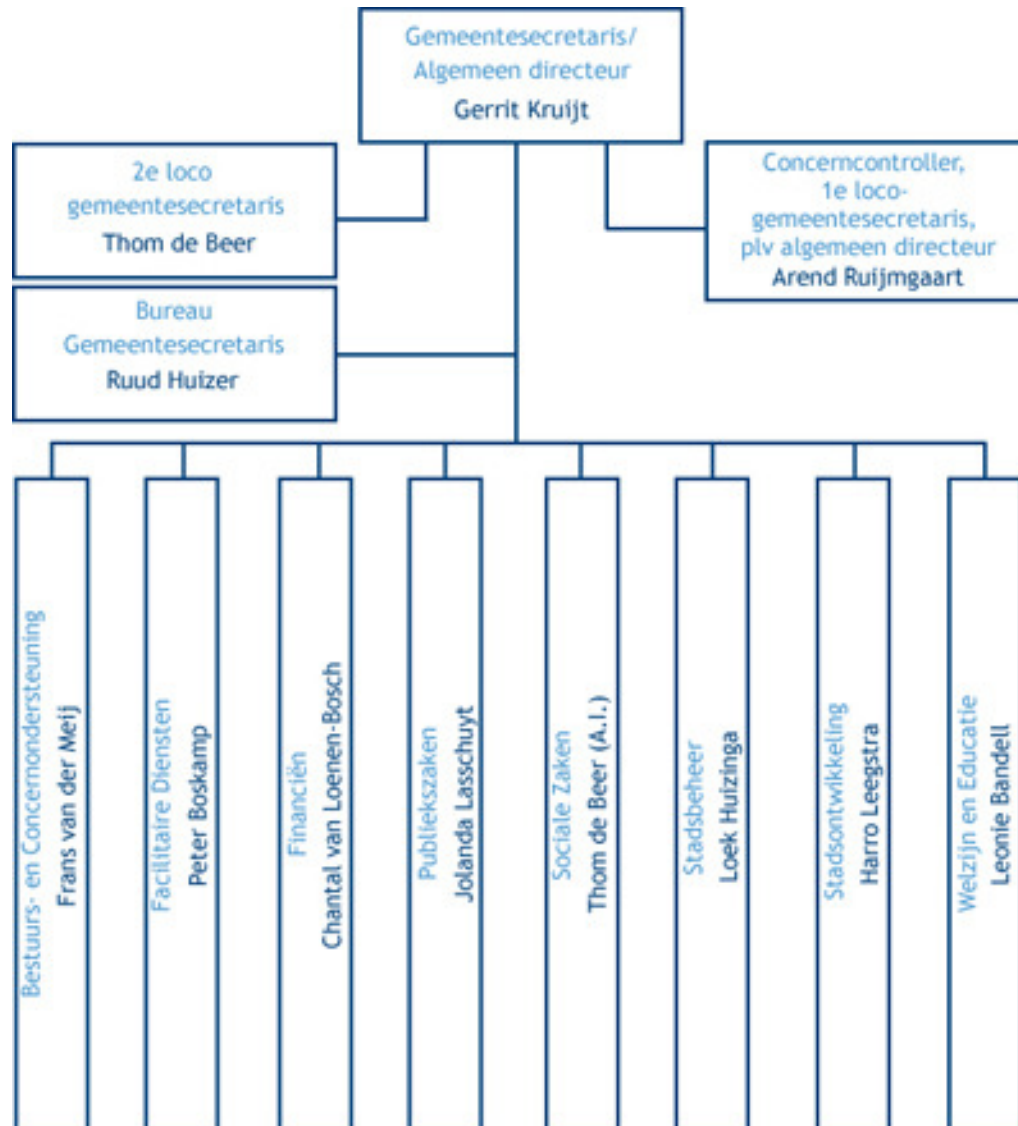 Gemeentesecretaris/
Algemeen directeur
Gerrit Kruijt
2e loco
gemeentesecretaris
Thom de Beer
Concerncontroller,
1e loco-
gemeentesecretaris,
plv algemeen directeur
Arend Ruijmgaart
Bureau
Gemeentesecretaris
Ruud Huizer
Bestuurs- en Concernondersteuning
Frans van der Meij
Facilitaire Diensten
Peter Boskamp
Financiën
Chantal van Loenen-Bosch
Publiekszaken
Jolanda Lasschuyt
Sociale Zaken
Thom de Beer (A.I.)
Stadsbeheer
Loek Huizinga
Stadsontwikkeling
Harro Leegstra
Welzijn en Educatie
Leonie Bandell